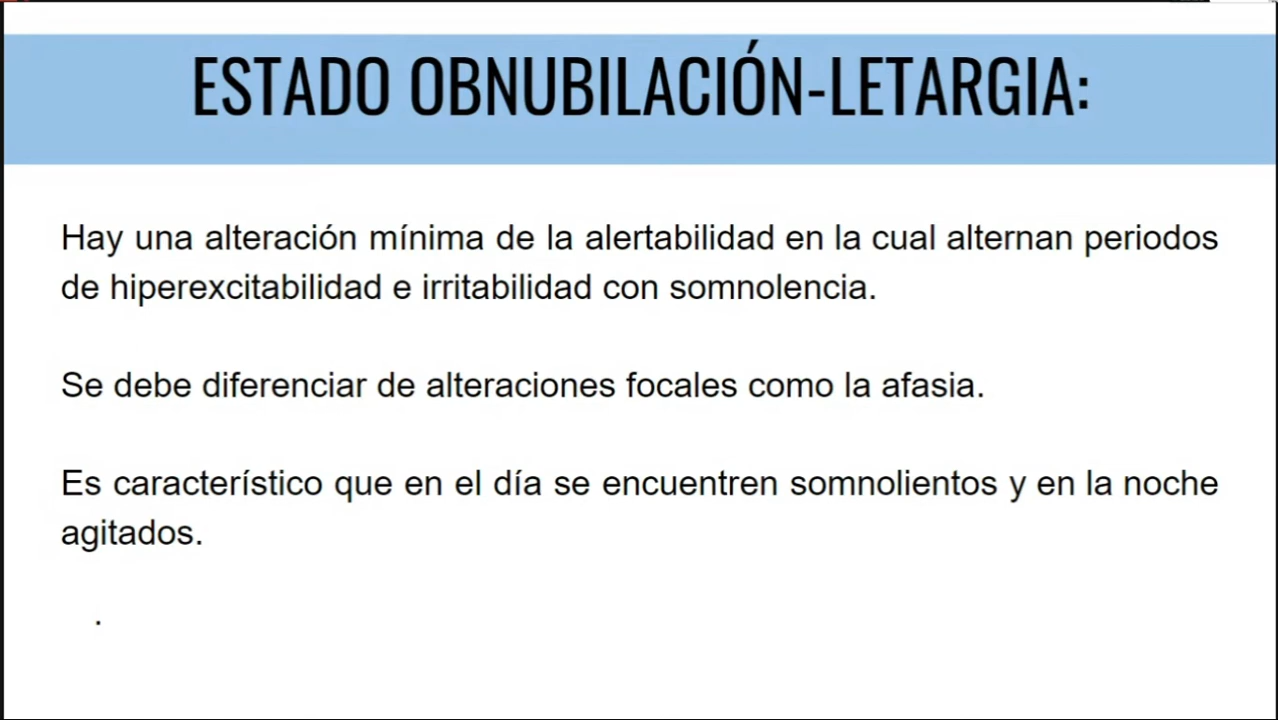 ESTADO OBNUBILACIÓN-LETARGIA:
Hay una alteración mínima de la alertabilidad en la cual alternan periodos
de hiperexcitabilidad e irritabilidad con somnolencia.
Se debe diferenciar de alteraciones focales como la afasia.
Es característico que en el día se encuentren somnolientos y en la noche
agitados.
.